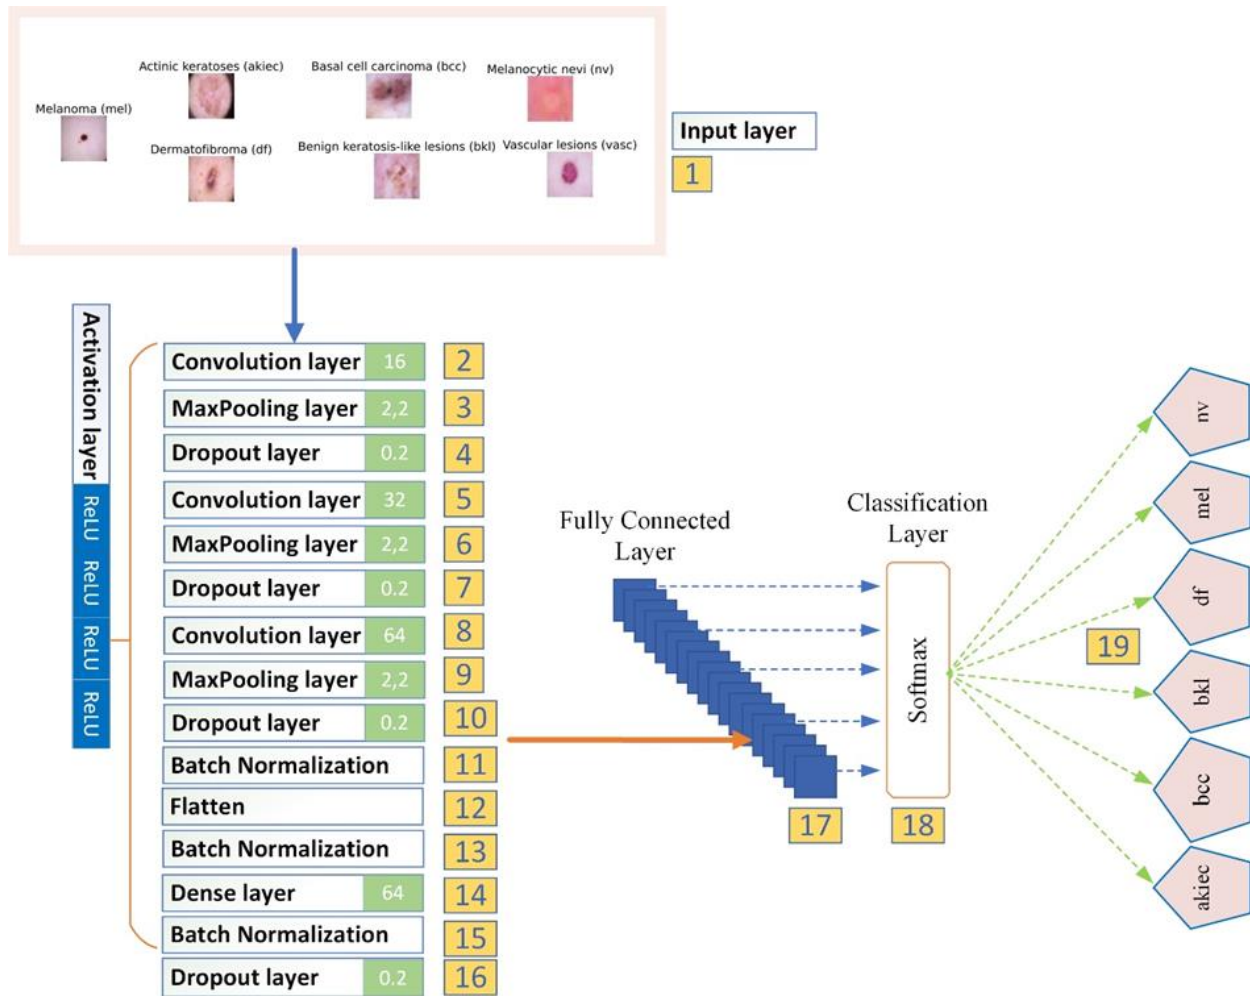 Actinic keratoses (akiec)
Basal cell carcinoma (bcc)
Melanocytic nevi (nv)
Melanoma (mel)
Dermatofibroma (df)
Benign keratosis-like lesions (bkl)
Vascular lesions (vasc)
Input layer
1
Activation layer
ReLU
ReLU
ReLU
ReLU
Convolution layer 16 2
MaxPooling layer 2,2 3
Dropout layer 0.2 4
Convolution layer 32 5
MaxPooling layer 2,2 6
Dropout layer 0.2 7
Convolution layer 64 8
MaxPooling layer 2,2 9
Dropout layer 0.2 10
Batch Normalization 11
Flatten 12
Batch Normalization 13
Dense layer 64 14
Batch Normalization 15
Dropout layer 0.2 16
Fully Connected
Layer
17
Classification
Layer
Softmax
18
19
nv
mel
df
bkl
bcc
akiec